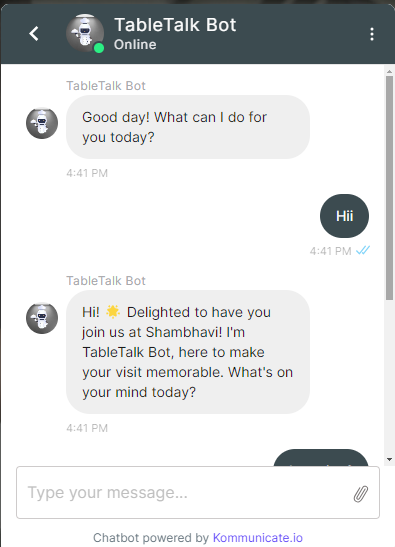 TableTalk Bot
Online
TableTalk Bot
Good day! What can I do for
you today?
4:41 PM
Hii
4:41 PM
TableTalk Bot
Hi! 🌟 Delighted to have you
join us at Shambhavi! I'm
TableTalk Bot, here to make
your visit memorable. What's on
your mind today?
4:41 PM
Type your message...
Chatbot powered by Kommunicate.io